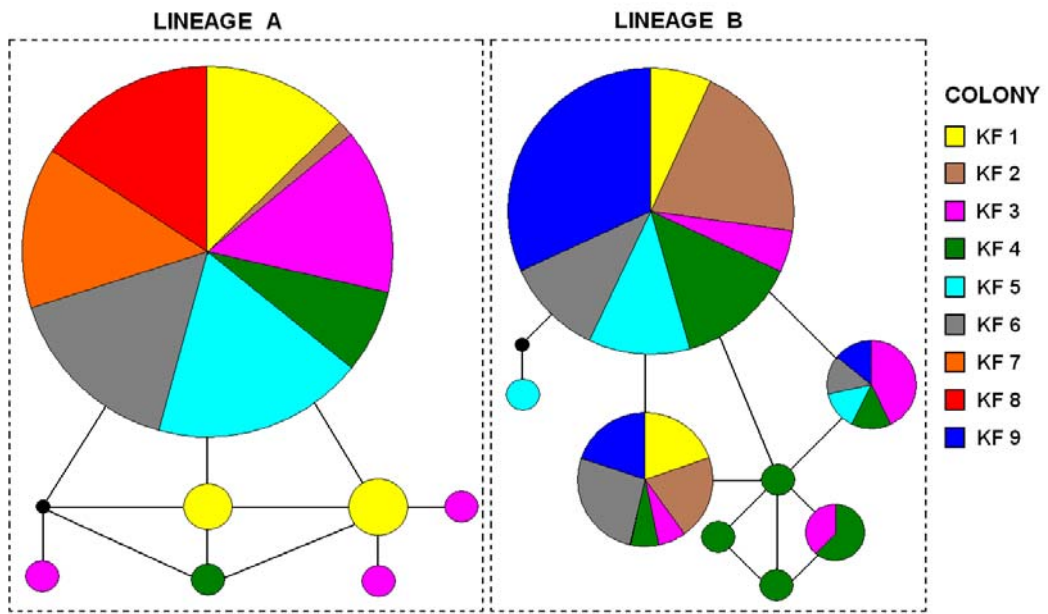 LINEAGE A
LINEAGE B
COLONY
KF 1
KF 2
KF 3
KF 4
KF 5
KF 6
KF 7
KF 8
KF 9